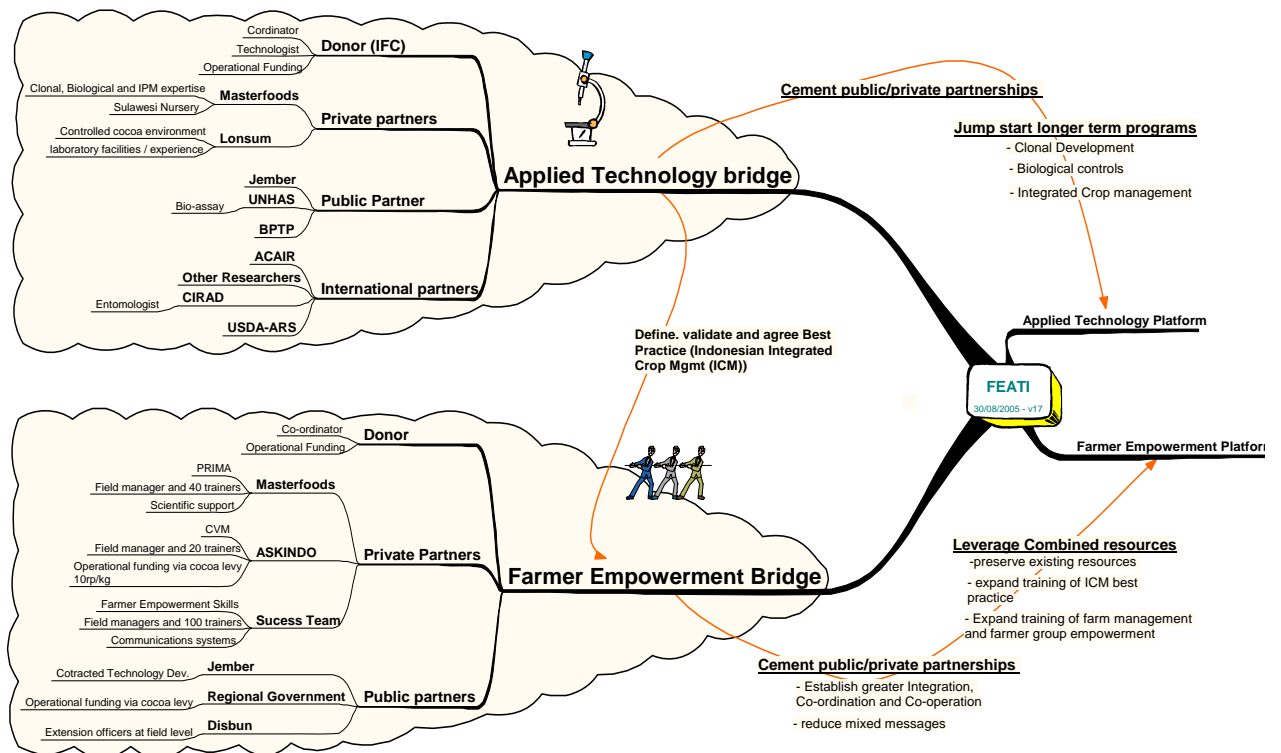 Cordinator
Technologist
Operational Funding
Donor (IFC)
Clonal, Biological and IPM expertise
Sulawesi Nursery
Masterfoods
Controlled cocoa environment
laboratory facilities / experience
Lonsum
Private partners
Jember
Bio-assay
UNHAS
BPTP
Public Partner
ACAIR
Other Researchers
Entomologist
CIRAD
USDA-ARS
International partners
Applied Technology bridge
Cement public/private partnerships
Jump start longer term programs
- Clonal Development
- Biological controls
- Integrated Crop management
Define. validate and agree Best
Practice (Indonesian Integrated
Crop Mgmt (ICM))
Applied Technology Platform
FEATI
30/08/2005 - v17
Farmer Empowerment Platform
Co-ordinator
Operational Funding
Donor
PRIMA
Field manager and 40 trainers
Scientific support
Masterfoods
CVM
Field manager and 20 trainers
Operational funding via cocoa levy
10rp/kg
ASKINDO
Farmer Empowerment Skills
Field managers and 100 trainers
Communications systems
Sucess Team
Private Partners
Cotracted Technology Dev.
Jember
Operational funding via cocoa levy
Regional Government
Extension officers at field level
Disbun
Public partners
Farmer Empowerment Bridge
Leverage Combined resources
-preserve existing resources
- expand training of ICM best
practice
- Expand training of farm management
and farmer group empowerment
Cement public/private partnerships
- Establish greater Integration,
Co-ordination and Co-operation
- reduce mixed messages